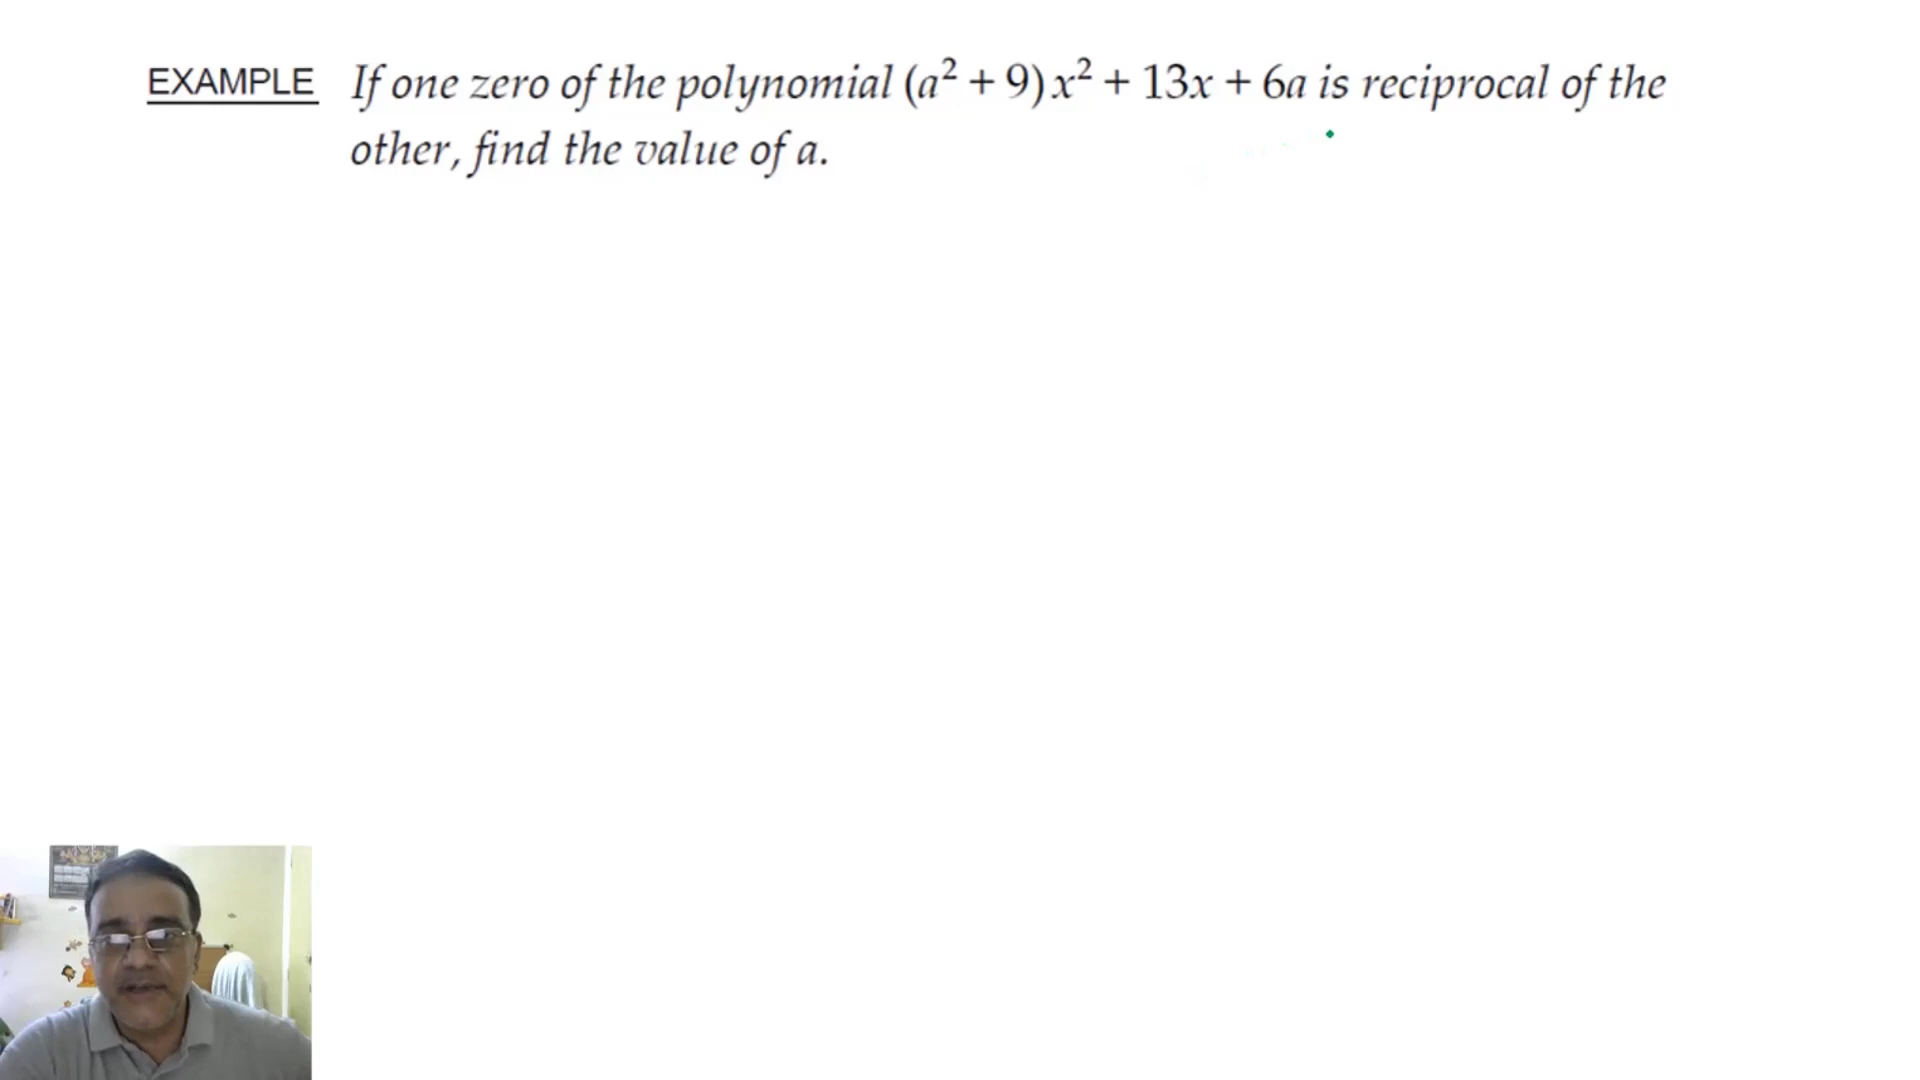 EXAMPLE If one zero of the polynomial (a² + 9)x² + 13x + 6a is reciprocal of the
other, find the value of a.